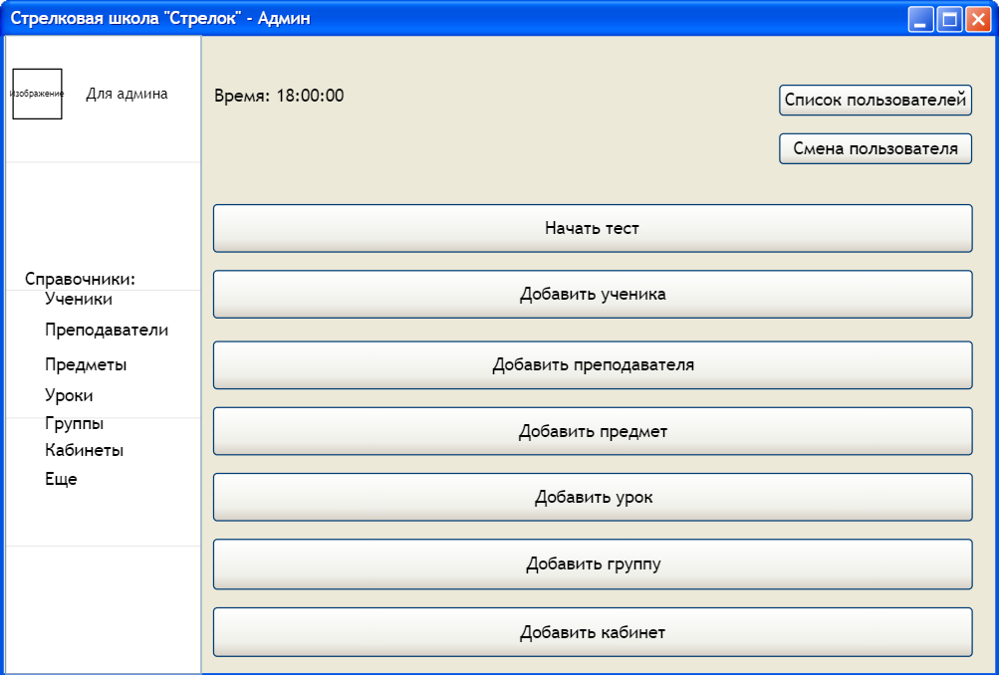 Стрелковая школа "Стрелок" - Админ
Изображение
Для админа
Время: 18:00:00
Список пользователей
Смена пользователя
Справочники:
Ученики
Преподаватели
Предметы
Уроки
Группы
Кабинеты
Еще
Начать тест
Добавить ученика
Добавить преподавателя
Добавить предмет
Добавить урок
Добавить группу
Добавить кабинет